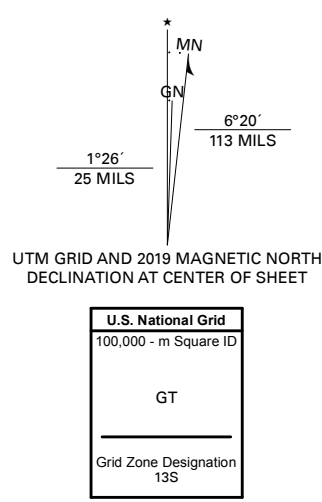 ★
MN
GN
6°20´
113 MILS
1°26´
25 MILS
UTM GRID AND 2019 MAGNETIC NORTH
DECLINATION AT CENTER OF SHEET
U.S. National Grid
100,000 - m Square ID
GT
Grid Zone Designation
13S